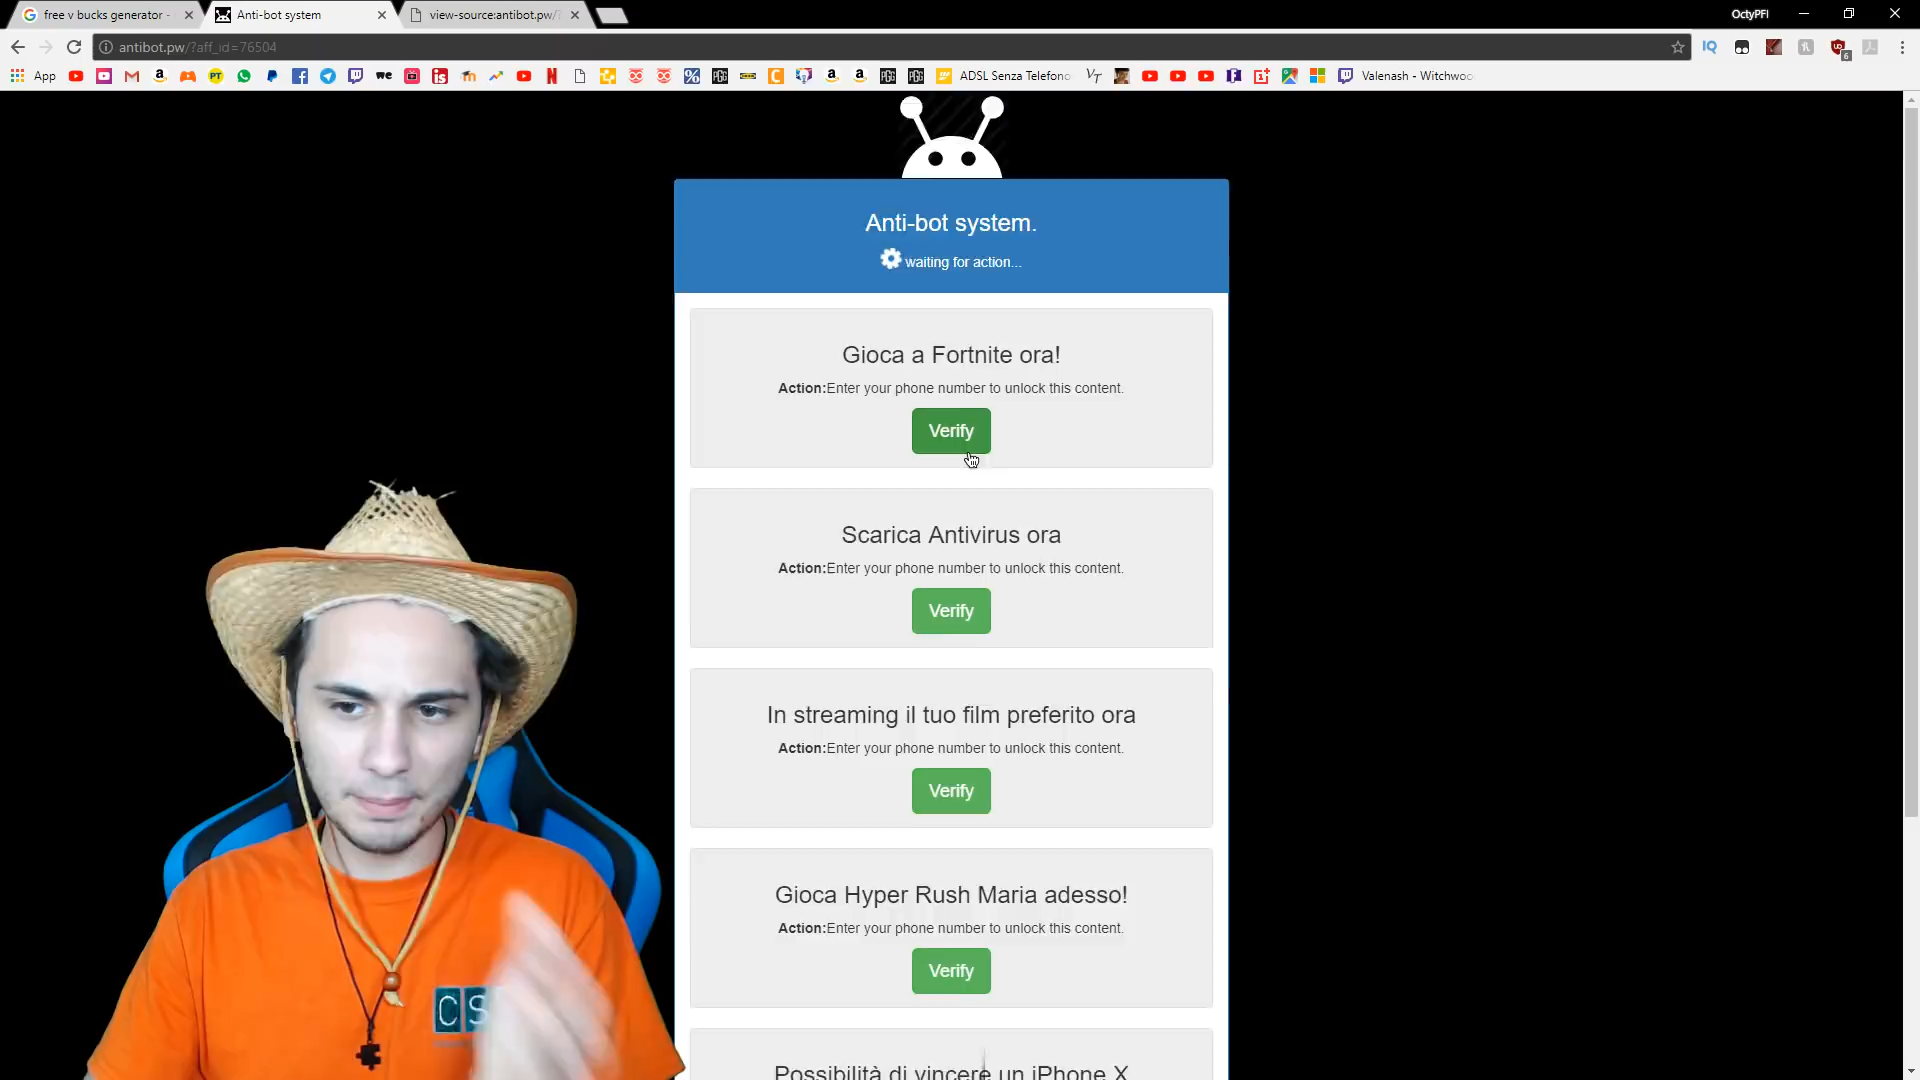 free v bucks generator -
Anti-bot system
view-source:antibot.pw/?
OctyPFI
antibot.pw/?aff_id=76504
App
ADSL Senza Telefono
Valenash - Witchwoo
Anti-bot system.
waiting for action...
Gioca a Fortnite ora!
Action:Enter your phone number to unlock this content.
Verify
Scarica Antivirus ora
Action:Enter your phone number to unlock this content.
Verify
In streaming il tuo film preferito ora
Action:Enter your phone number to unlock this content.
Verify
Gioca Hyper Rush Maria adesso!
Action:Enter your phone number to unlock this content.
Verify
Possibilità di vincere un iPhone X
CS